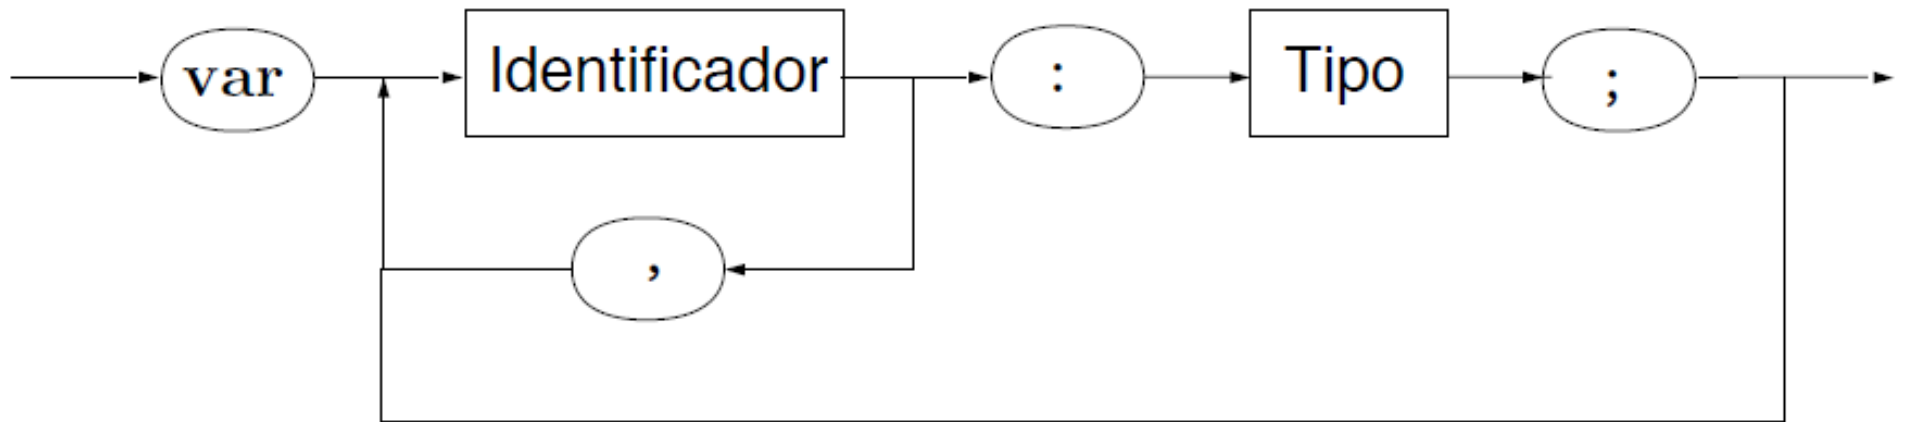 var Identificador : Tipo ;
,